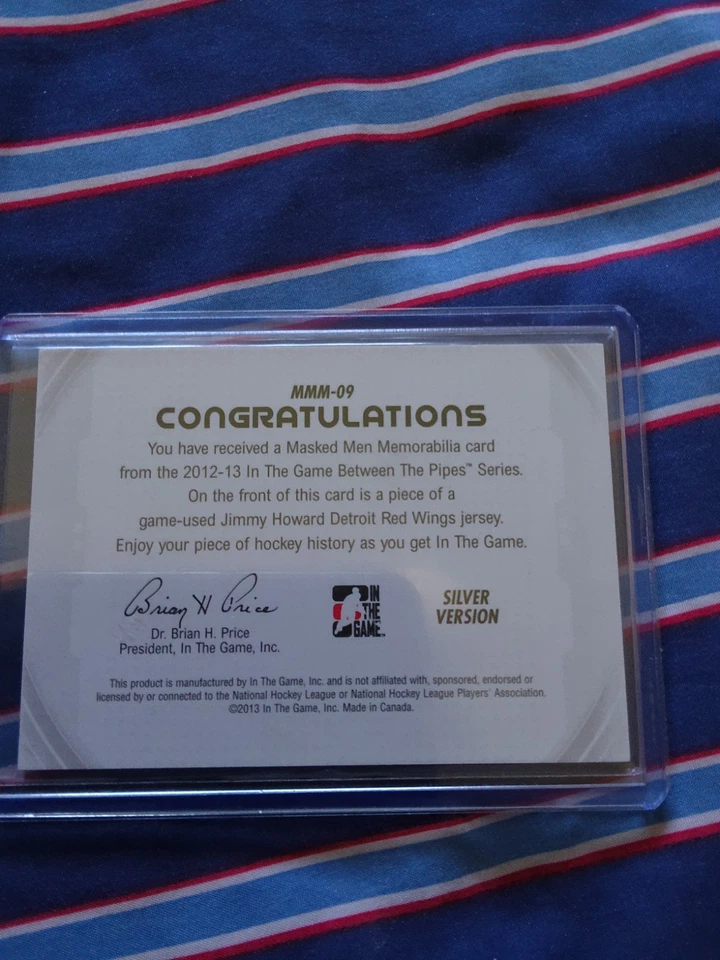 MMM-09
CONGRATULATIONS
You have received a Masked Men Memorabilia card
from the 2012-13 In The Game Between The Pipes™ Series.
On the front of this card is a piece of a
game-used Jimmy Howard Detroit Red Wings jersey.
Enjoy your piece of hockey history as you get In The Game.
Brian H Price
Dr. Brian H. Price
President, In The Game, Inc.
IN
THE
GAME
SILVER
VERSION
This product is manufactured by In The Game, Inc. and is not affiliated with, sponsored, endorsed or
licensed by or connected to the National Hockey League or National Hockey League Players' Association.
©2013 In The Game, Inc. Made in Canada.